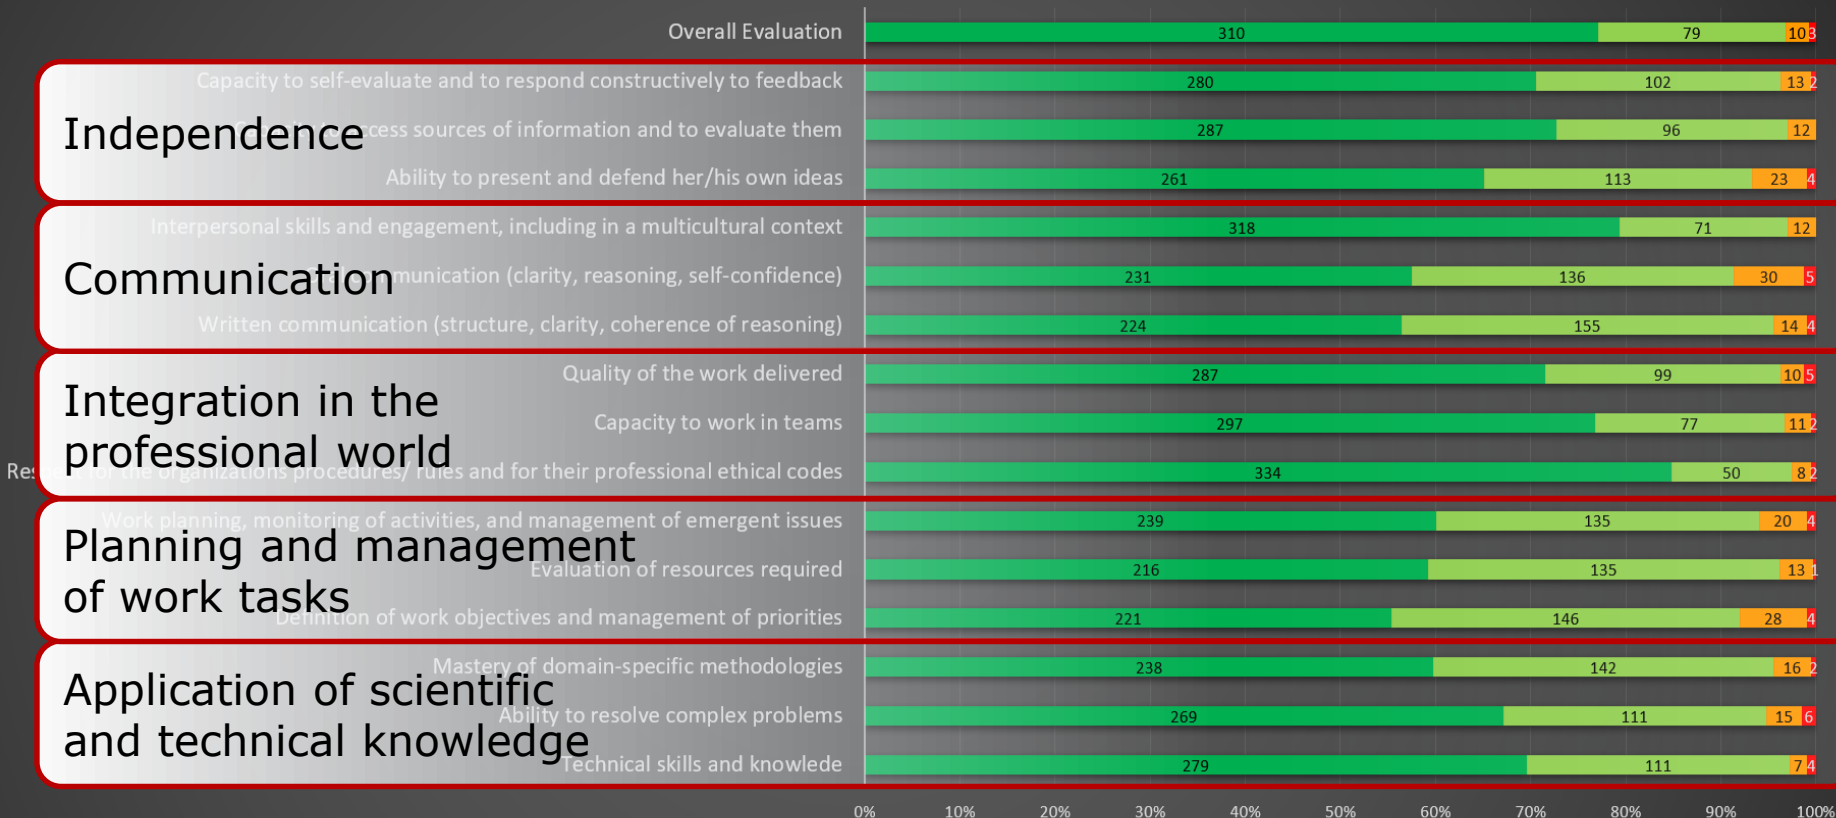 Overall Evaluation 310 79 10 3
Capacity to self-evaluate and to respond constructively to feedback 280 102 13 2
Independence
access sources of information and to evaluate them 287 96 12
Ability to present and defend her/his own ideas 261 113 23 4
Interpersonal skills and engagement, including in a multicultural context 318 71 12
Communication
(clarity, reasoning, self-confidence) 231 136 30 5
Written communication (structure, clarity, coherence of reasoning) 224 155 14 4
Quality of the work delivered 287 99 10 5
Integration in the
professional world
Capacity to work in teams 297 77 11 2
for the organizations procedures/ rules and for their professional ethical codes 334 50 8 2
Work planning, monitoring of activities, and management of emergent issues 239 135 20 4
Planning and management
of work tasks
Evaluation of resources required 216 135 13 1
Definition of work objectives and management of priorities 221 146 28 4
Mastery of domain-specific methodologies 238 142 16 2
Application of scientific
and technical knowledge
Ability to resolve complex problems 269 111 15 6
Technical skills and knowlede 279 111 7 4
0% 10% 20% 30% 40% 50% 60% 70% 80% 90% 100%